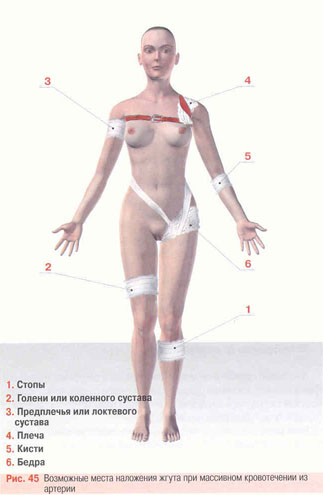 3
4
5
6
2
1
1. Стопы
2. Голени или коленного сустава
3. Предплечья или локтевого
сустава
4. Плеча
5. Кисти
6. Бедра
Рис. 45 Возможные места наложения жгута при массивном кровотечении из
артерии